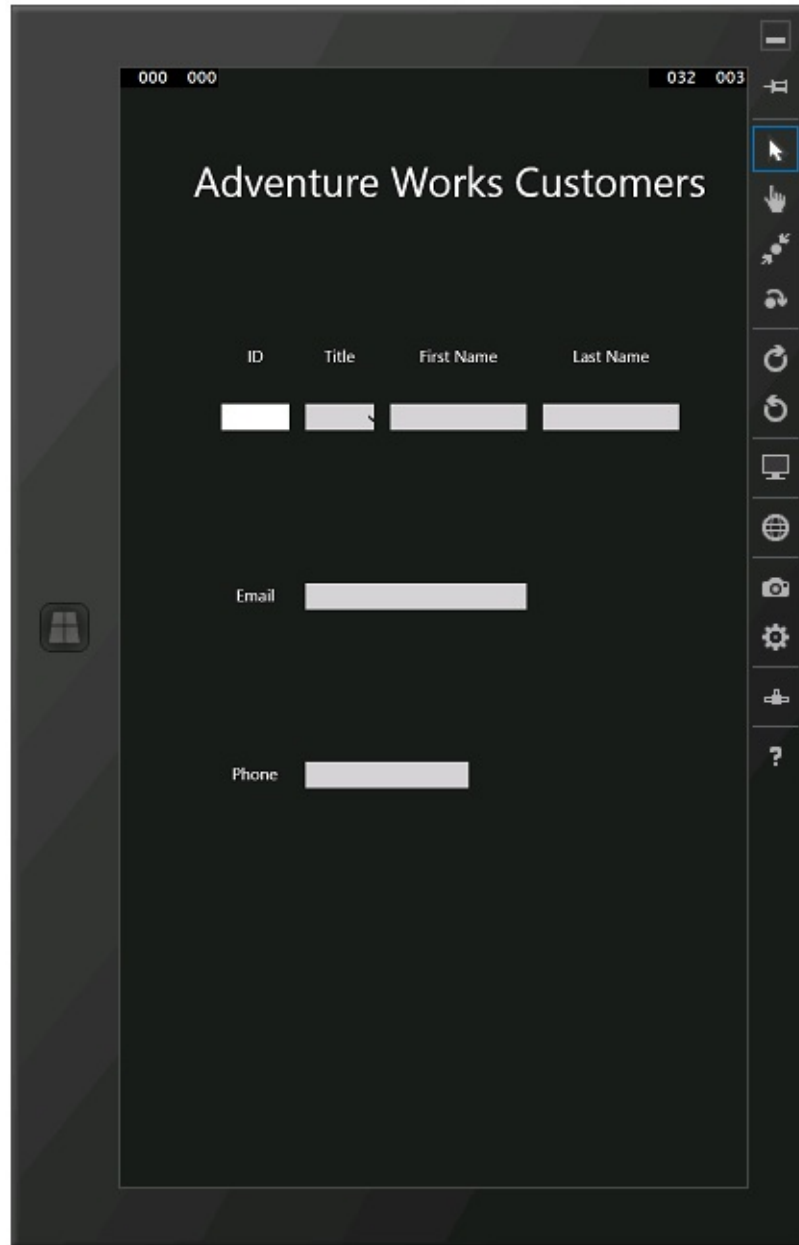 000 000 032 003
Adventure Works Customers
ID Title First Name Last Name
Email
Phone
?